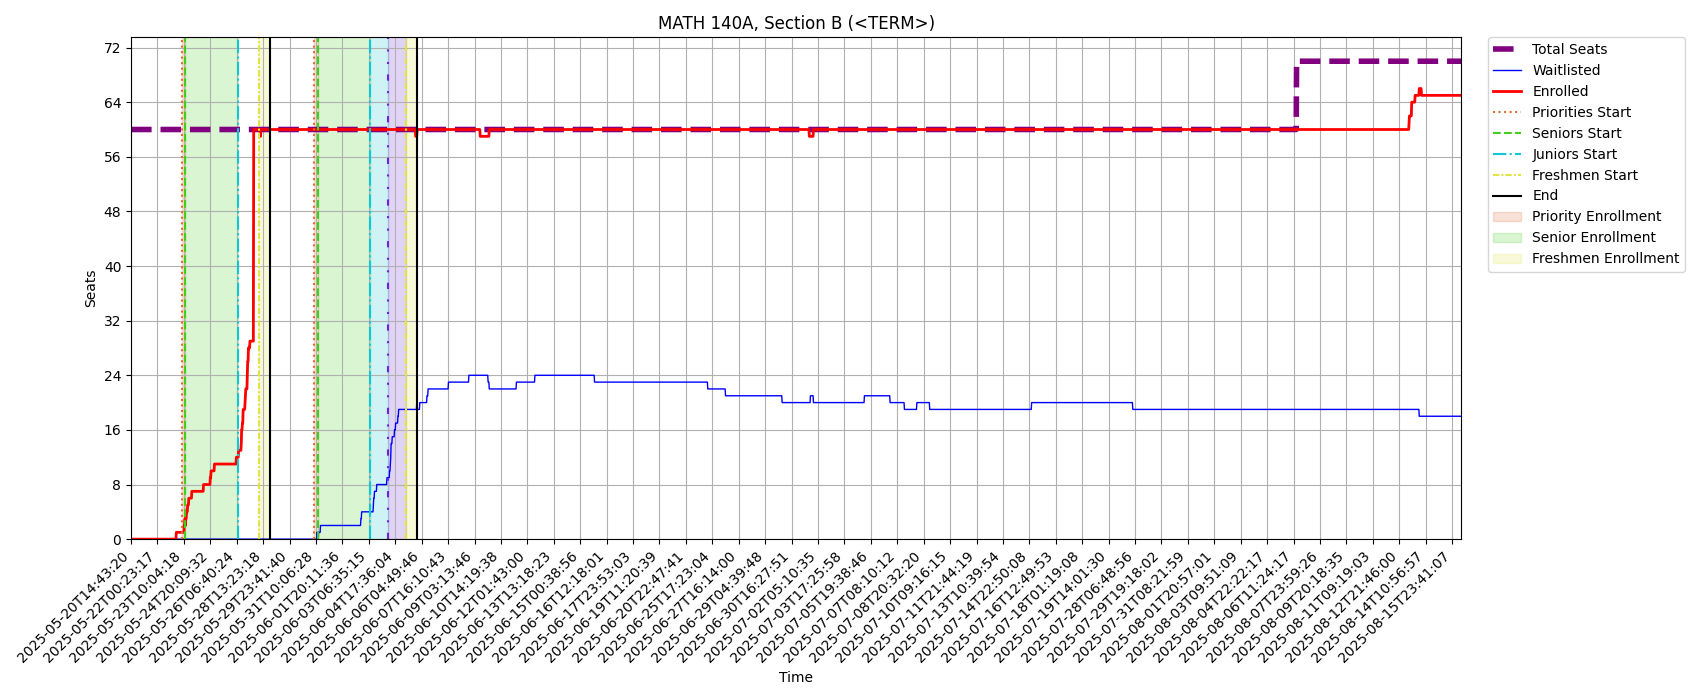 MATH 140A, Section B (<TERM>)
Seats
72
64
56
48
40
32
24
16
8
0
Total Seats
Waitlisted
Enrolled
Priorities Start
Seniors Start
Juniors Start
Freshmen Start
End
Priority Enrollment
Senior Enrollment
Freshmen Enrollment
2025-05-20T14:43:20
2025-05-22T00:23:17
2025-05-23T10:04:18
2025-05-24T20:09:32
2025-05-26T06:40:24
2025-05-28T13:23:18
2025-05-29T23:41:40
2025-05-31T10:06:28
2025-06-01T20:11:36
2025-06-03T06:35:15
2025-06-04T17:36:04
2025-06-06T04:49:46
2025-06-07T16:10:43
2025-06-09T03:13:46
2025-06-10T14:19:38
2025-06-12T01:43:00
2025-06-13T13:18:23
2025-06-15T00:38:56
2025-06-16T12:18:01
2025-06-17T23:53:03
2025-06-19T11:20:39
2025-06-20T22:47:41
2025-06-25T17:23:04
2025-06-27T16:14:00
2025-06-29T04:39:48
2025-06-30T16:27:51
2025-07-02T05:10:35
2025-07-03T17:25:58
2025-07-05T19:38:46
2025-07-07T08:10:12
2025-07-08T20:32:20
2025-07-10T09:16:15
2025-07-11T21:44:19
2025-07-13T10:39:54
2025-07-14T22:50:08
2025-07-16T12:49:53
2025-07-18T01:19:08
2025-07-19T14:01:30
2025-07-28T06:48:56
2025-07-29T19:18:02
2025-07-31T08:21:59
2025-08-01T20:57:01
2025-08-03T09:51:09
2025-08-04T22:22:17
2025-08-06T11:24:17
2025-08-07T23:59:26
2025-08-09T20:18:35
2025-08-11T09:19:03
2025-08-12T21:46:00
2025-08-14T10:56:57
2025-08-15T23:41:07
Time